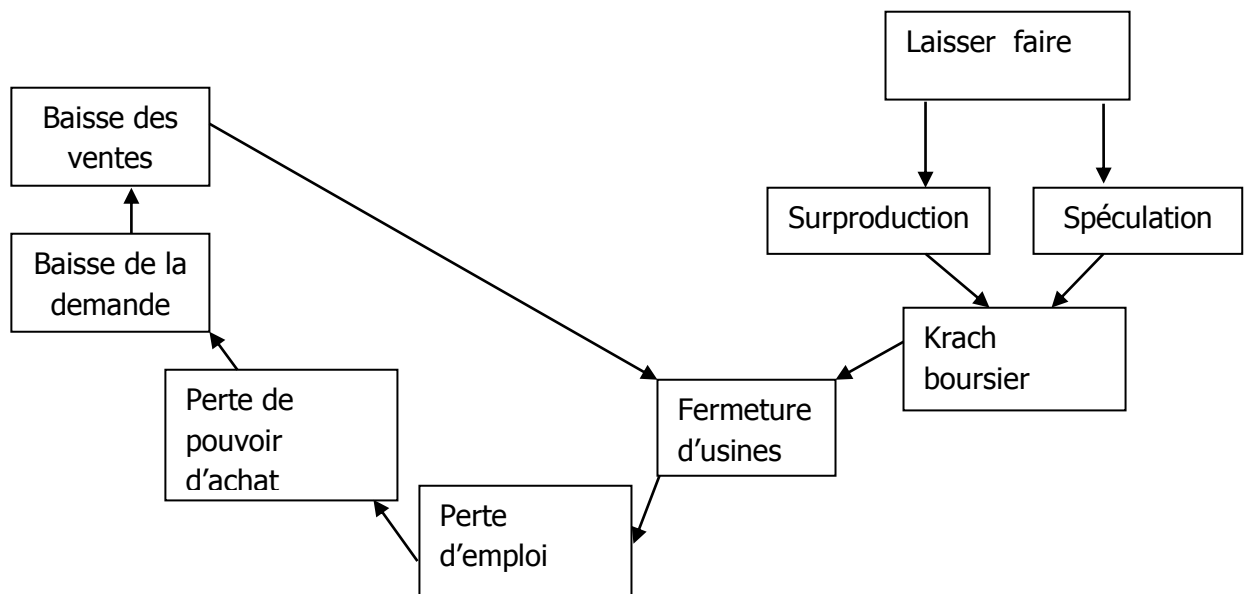 Laisser faire
Baisse des
ventes
Surproduction
Spéculation
Baisse de la
demande
Krach
boursier
Perte de
pouvoir
d’achat
Fermeture
d’usines
Perte
d’emploi